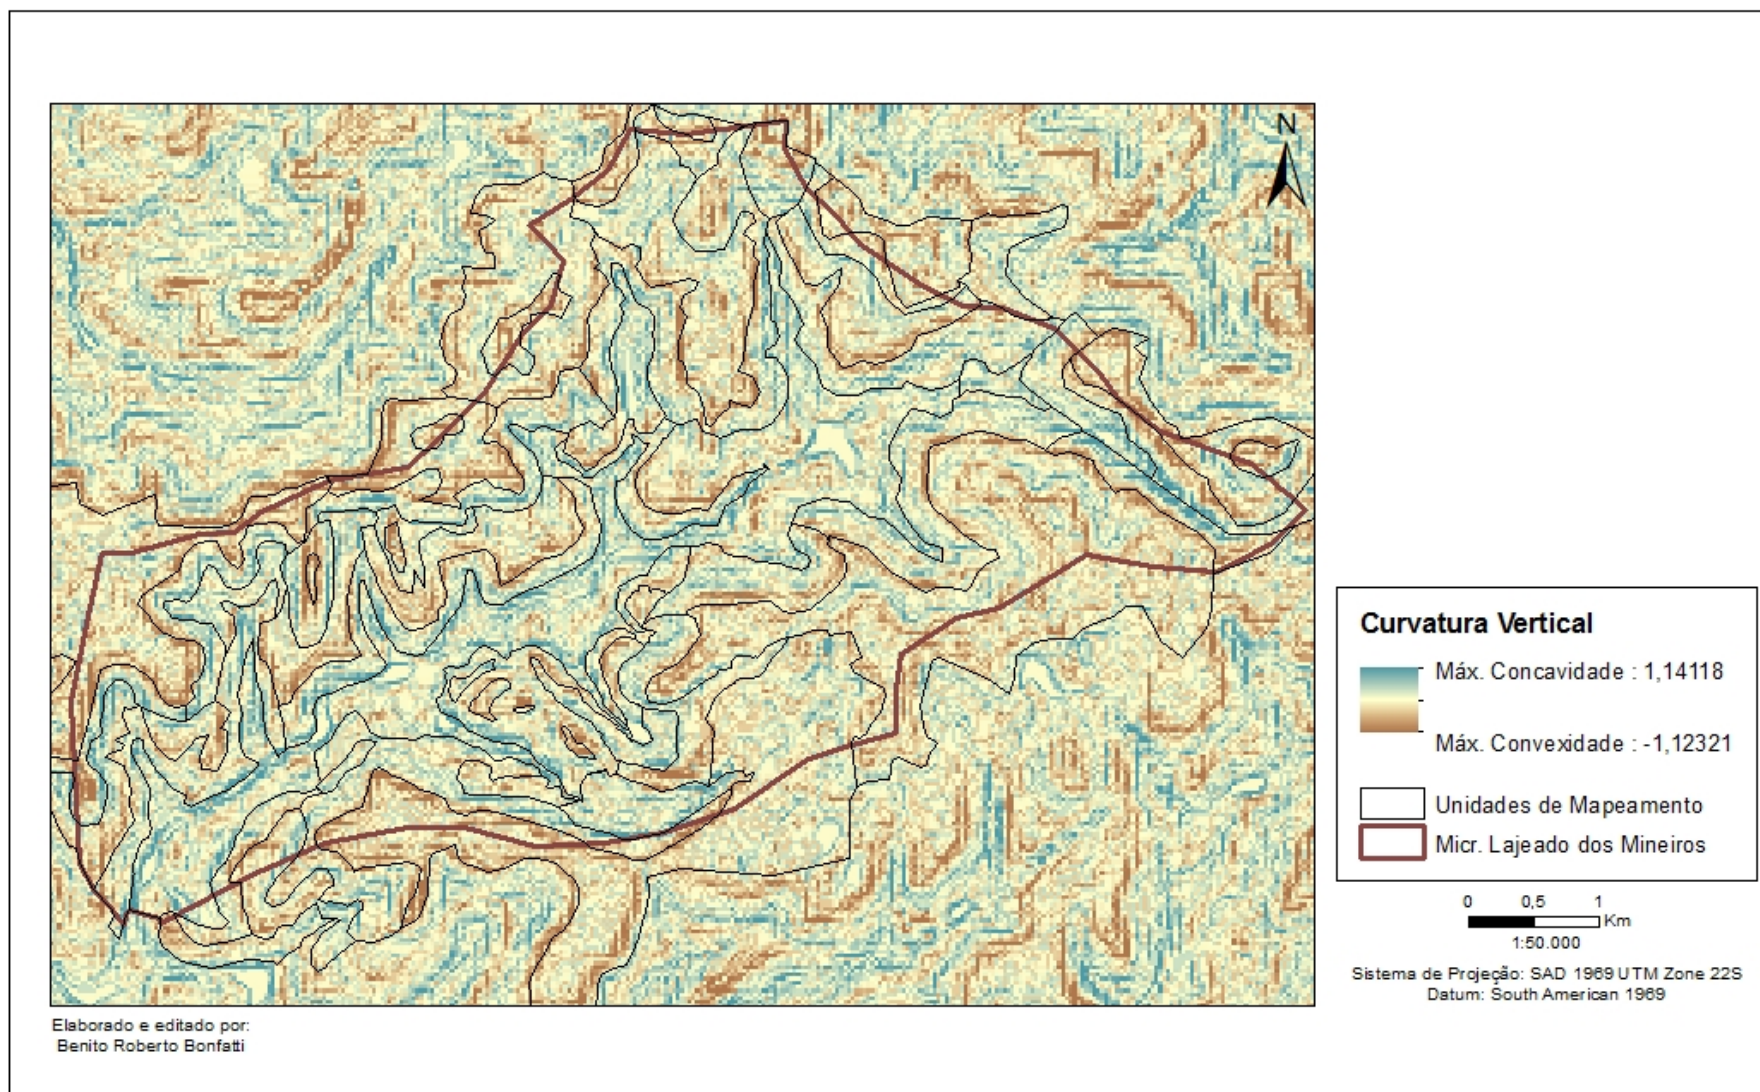 N
Curvatura Vertical
Máx. Concavidade : 1,14118
Máx. Convexidade : -1,12321
Unidades de Mapeamento
Micr. Lajeado dos Mineiros
0 0,5 1
Km
1:50.000
Sistema de Projeção: SAD 1969 UTM Zone 22S
Datum: South American 1969
Elaborado e editado por:
Benito Roberto Bonfatti